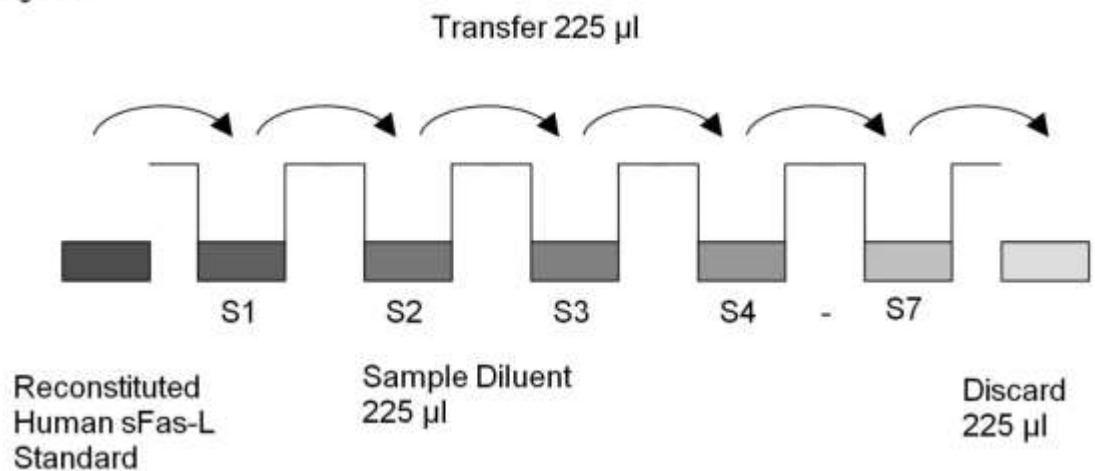 Transfer 225 µl
S1 S2 S3 S4 - S7
Reconstituted
Human sFas-L
Standard
Sample Diluent
225 µl
Discard
225 µl